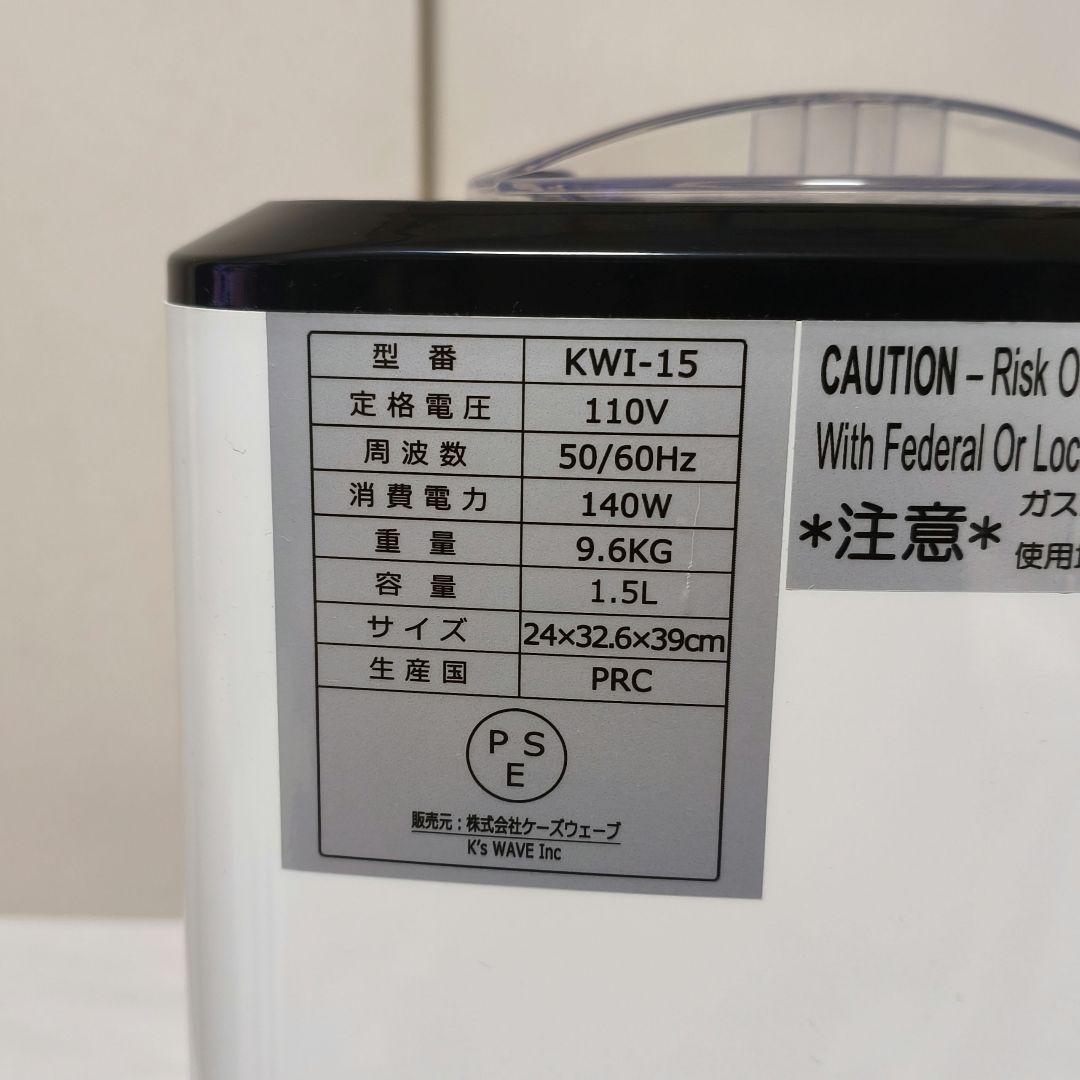 型番 KWI-15
定格電圧 110V
周波数 50/60Hz
消費電力 140W
重量 9.6KG
容量 1.5L
サイズ 24×32.6×39cm
生産国 PRC
P S
E
販売元:株式会社ケーズウェーブ
K's WAVE Inc
CAUTION – Risk O
With Federal Or Loc
*注意*
ガス
使用